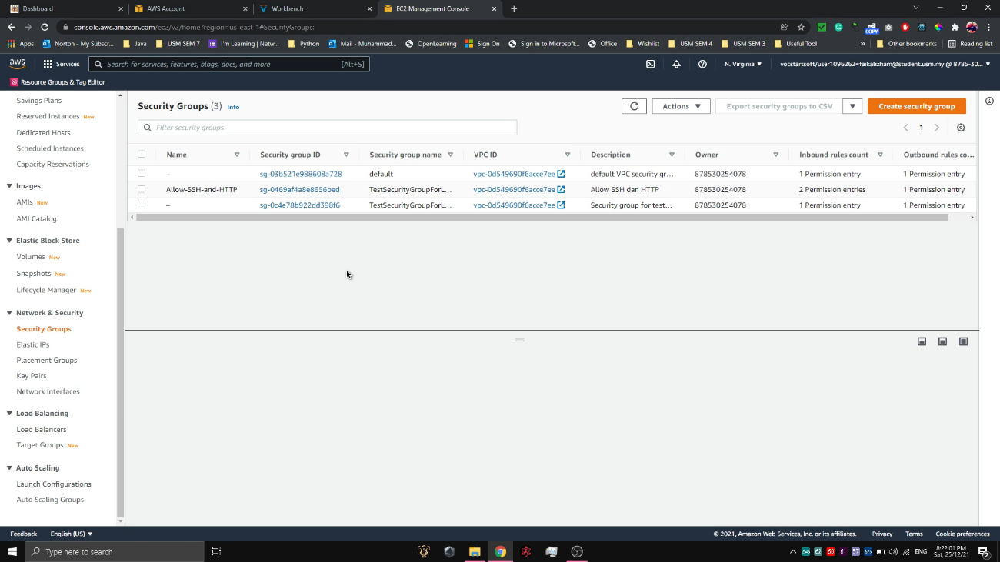 Dashboard
AWS Account
Workbench
EC2 Management Console
console.aws.amazon.com/ec2/v2/home?region=us-east-1#SecurityGroups:
Apps
Norton - My Subscr...
Java
USM SEM 7
I'm Learning | Netw...
Python
Mail - Muhammad...
OpenLearning
Sign On
Sign in to Microsoft...
Office
Wishlist
USM SEM 4
USM SEM 3
Useful Tool
»
Other bookmarks
Reading list
aws
Services
Search for services, features, blogs, docs, and more
[Alt+S]
N. Virginia
vocstartsoft/user1096262=faikalizham@student.usm.my @ 8785-30...
Resource Groups & Tag Editor
Savings Plans
Reserved Instances New
Dedicated Hosts
Scheduled Instances
Capacity Reservations
Images
AMIs New
AMI Catalog
Elastic Block Store
Volumes New
Snapshots New
Lifecycle Manager New
Network & Security
Security Groups
Elastic IPs
Placement Groups
Key Pairs
Network Interfaces
Load Balancing
Load Balancers
Target Groups New
Auto Scaling
Launch Configurations
Auto Scaling Groups
Security Groups (3) Info
Actions
Export security groups to CSV
Create security group
Filter security groups
1
Name Security group ID Security group name VPC ID Description Owner Inbound rules count Outbound rules co...
– sg-03b521e988608a728 default vpc-0d549690f6acce7ee default VPC security gr... 878530254078 1 Permission entry 1 Permission entry
Allow-SSH-and-HTTP sg-0469af4a8e8656bed TestSecurityGroupForL... vpc-0d549690f6acce7ee Allow SSH dan HTTP 878530254078 2 Permission entries 1 Permission entry
– sg-0c4e78b922dd398f6 TestSecurityGroupForL... vpc-0d549690f6acce7ee Security group for test... 878530254078 1 Permission entry 1 Permission entry
Feedback
English (US)
© 2021, Amazon Web Services, Inc. or its affiliates.
Privacy
Terms
Cookie preferences
Type here to search
62
60
61
57
ENG
8:22:01 PM
Sat, 25/12/21
2